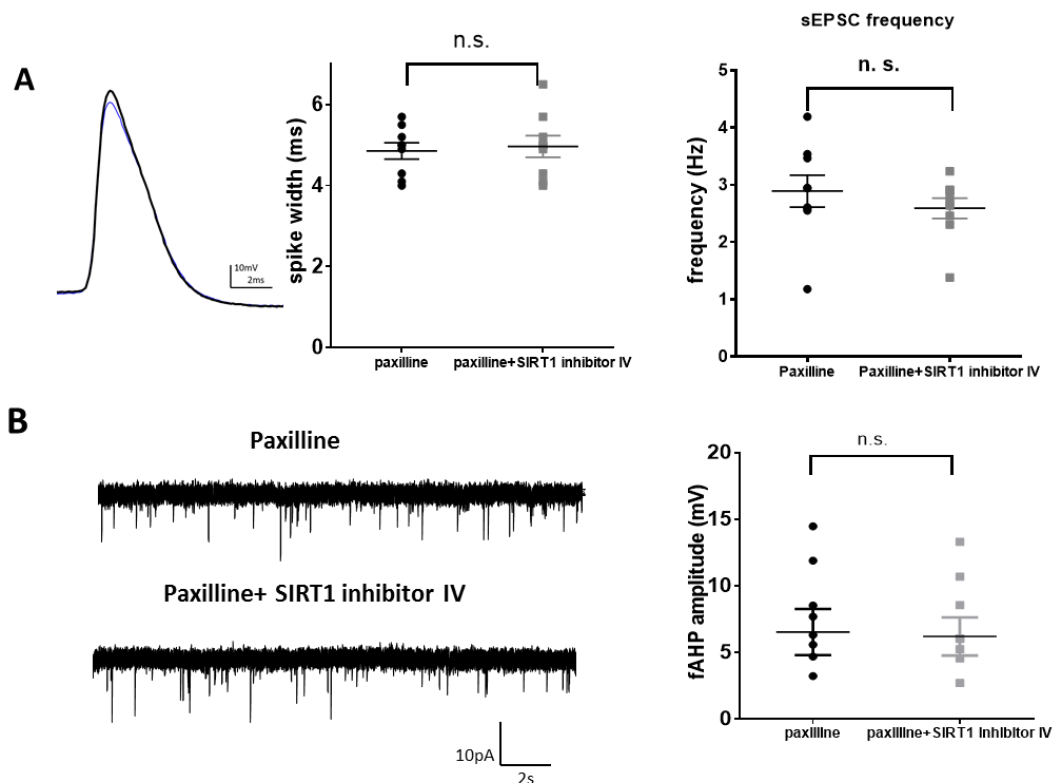 A
n.s.
spike width (ms)
6
4
2
0
paxilline
paxilline+SIRT1 inhibitor IV
10mV
2ms
sEPSC frequency
n. s.
frequency (Hz)
5
4
3
2
1
0
Paxilline
Paxilline+SIRT1 inhibitor IV
B
Paxilline
Paxilline+ SIRT1 inhibitor IV
10pA
2s
n.s.
fAHP amplitude (mV)
20
15
10
5
0
paxilline
paxilline+SIRT1 inhibitor IV